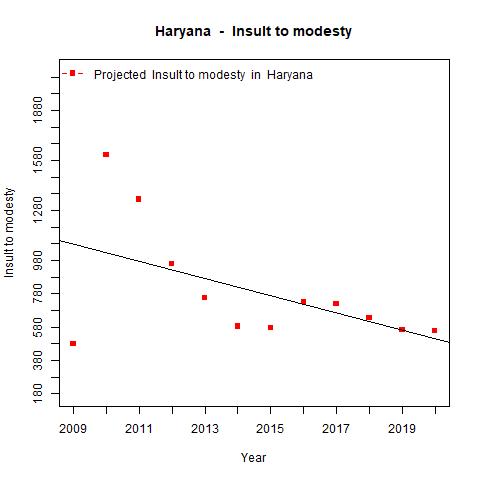 Haryana - Insult to modesty
Projected Insult to modesty in Haryana
Insult to modesty
1880
1580
1280
980
780
580
380
180
2009 2011 2013 2015 2017 2019
Year